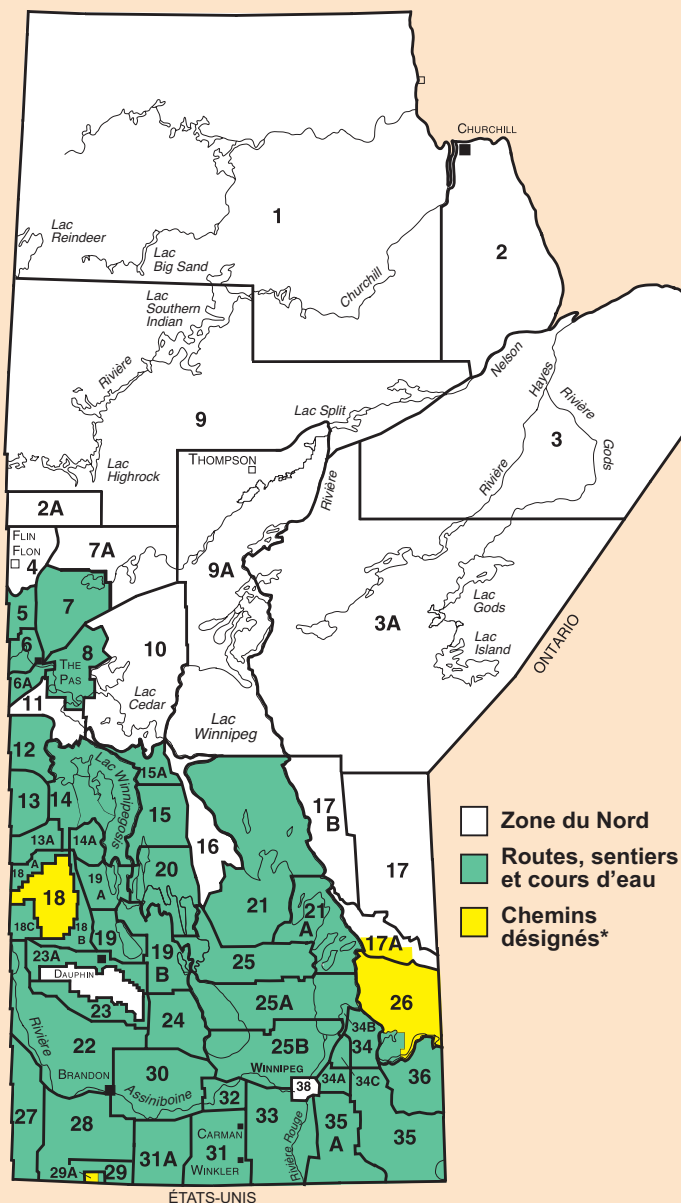 CHURCHILL
1
Lac
Reindeer
Lac
Big Sand
2
Churchill
Lac
Southern
Indian
Nelson
Rivière
Hayes
Rivière
9
Lac Split
3
THOMPSON
Lac
Highrock
Rivière
Rivière
Gods
2A
FLIN
FLON
4
7A
9A
5
7
Lac
Gods
3A
6
8
10
Lac
Island
ONTARIO
THE
PAS
6A
11
Lac
Cedar
Lac
Winnipeg
12
Lac Winnipegosis
15A
13
14
15
17
B
16
17
13A
14A
18
A
20
18
19
A
21
21
A
18C
18
B
19
19
B
17A
23A
25
DAUPHIN
26
23
24
25A
34B
34
Rivière
22
25B
WINNIPEG
BRANDON
30
Assiniboine
38
34A
34C
36
32
27
28
33
CARMAN
31A
31
WINKLER
Rivière Rouge
35
A
35
29A
29
ÉTATS-UNIS
Zone du Nord
Routes, sentiers
et cours d'eau
Chemins
désignés*